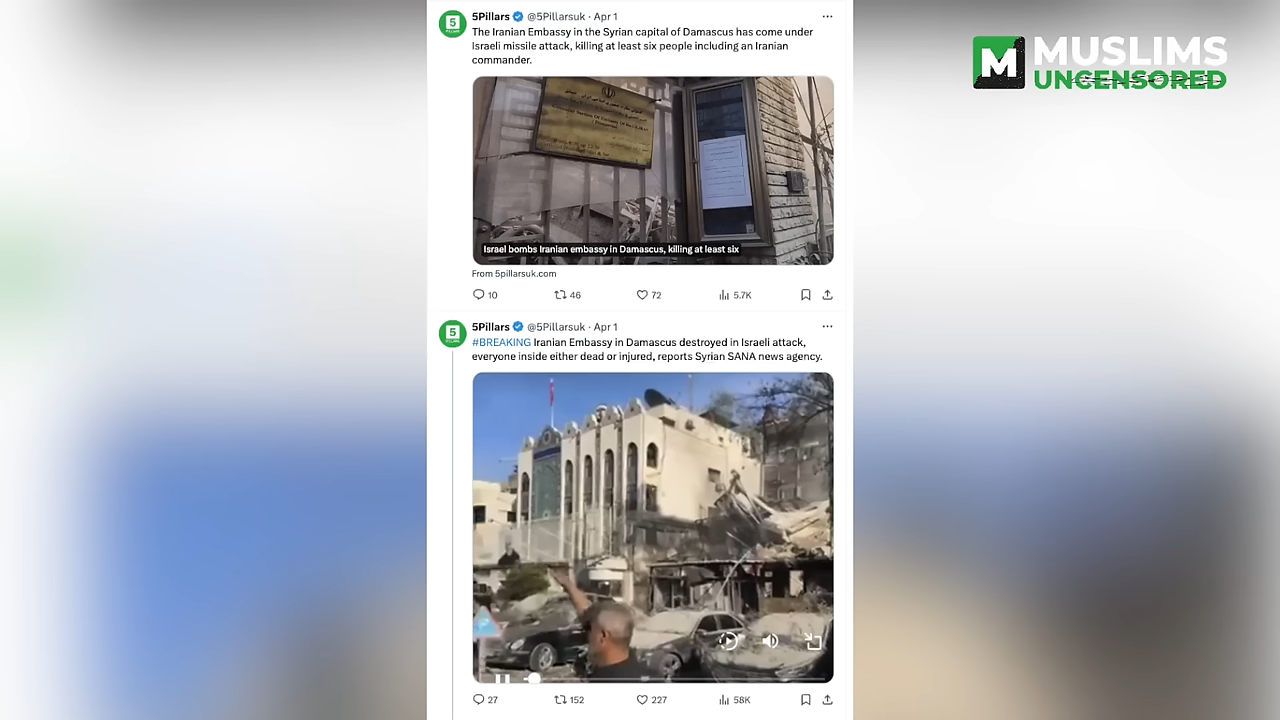 5Pillars @5Pillarsuk · Apr 1
The Iranian Embassy in the Syrian capital of Damascus has come under
Israeli missile attack, killing at least six people including an Iranian
commander.
Israel bombs Iranian embassy in Damascus, killing at least six
From 5pillarsuk.com
10 46 72 5.7K
5Pillars @5Pillarsuk · Apr 1
#BREAKING Iranian Embassy in Damascus destroyed in Israeli attack,
everyone inside either dead or injured, reports Syrian SANA news agency.
27 152 227 58K
M MUSLIMS
UNCENSORED